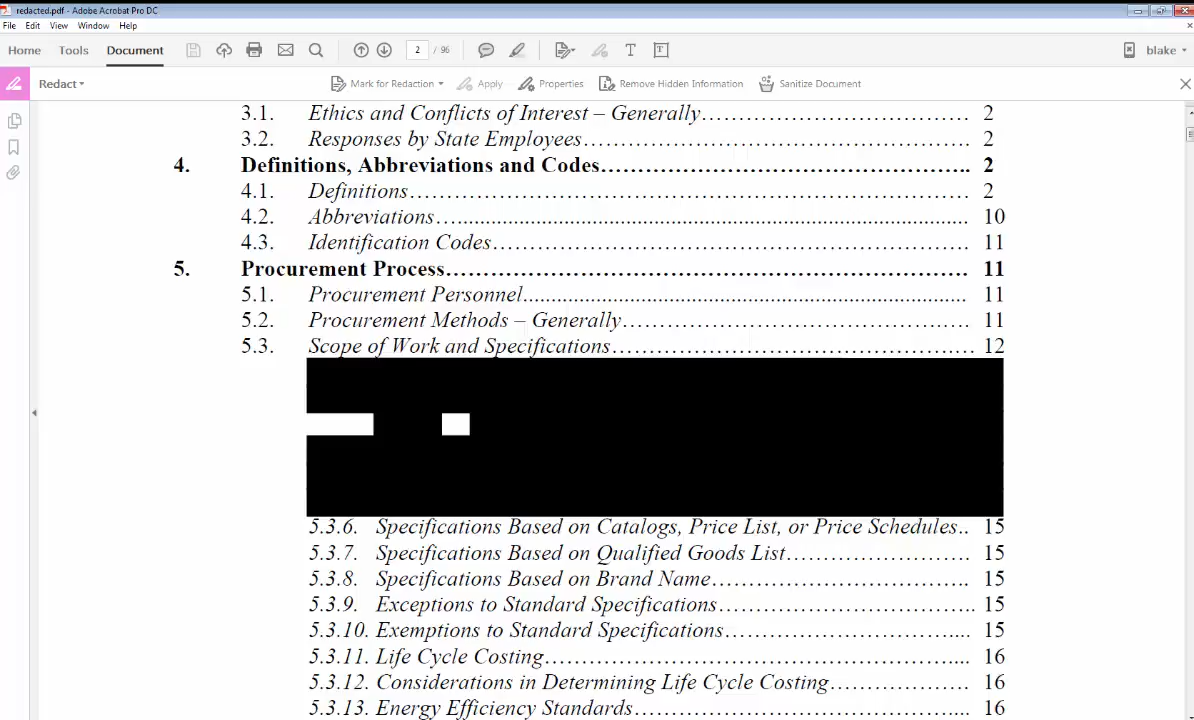 redacted.pdf - Adobe Acrobat Pro DC
File Edit View Window Help
Home Tools Document 2 / 96 blake
Redact Mark for Redaction Apply Properties Remove Hidden Information Sanitize Document
3.1. Ethics and Conflicts of Interest – Generally…………………………… 2
3.2. Responses by State Employees……………………………………….. 2
4. Definitions, Abbreviations and Codes…………………………………….. 2
4.1. Definitions……………………………………………………………… 2
4.2. Abbreviations…............................................................................ 10
4.3. Identification Codes…………………………………………………… 11
5. Procurement Process………………………………………………………. 11
5.1. Procurement Personnel................................................................. 11
5.2. Procurement Methods – Generally………………………………….…. 11
5.3. Scope of Work and Specifications……………………………………… 12
5.3.6. Specifications Based on Catalogs, Price List, or Price Schedules.. 15
5.3.7. Specifications Based on Qualified Goods List…………………. 15
5.3.8. Specifications Based on Brand Name………………………….. 15
5.3.9. Exceptions to Standard Specifications………………………….. 15
5.3.10. Exemptions to Standard Specifications……………………….... 15
5.3.11. Life Cycle Costing…………………………………………….... 16
5.3.12. Considerations in Determining Life Cycle Costing……………. 16
5.3.13. Energy Efficiency Standards…………………………………... 16